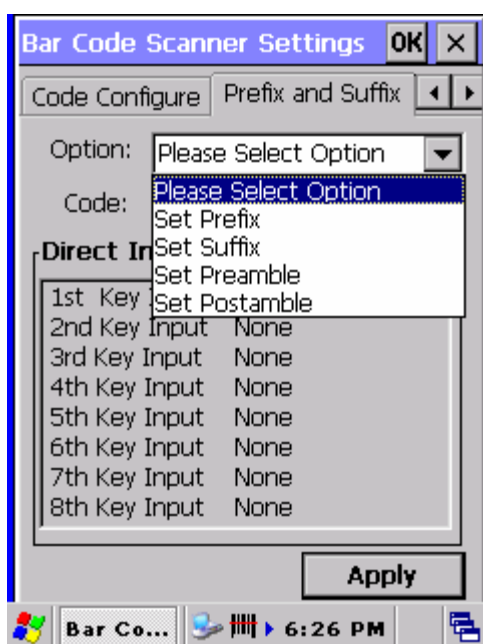 Bar Code Scanner Settings OK
Code Configure Prefix and Suffix
Option: Please Select Option
Please Select Option
Code:
Set Prefix
Set Suffix
Direct In
Set Preamble
1st Key
Set Postamble
2nd Key Input None
3rd Key Input None
4th Key Input None
5th Key Input None
6th Key Input None
7th Key Input None
8th Key Input None
Apply
Bar Co... 6:26 PM